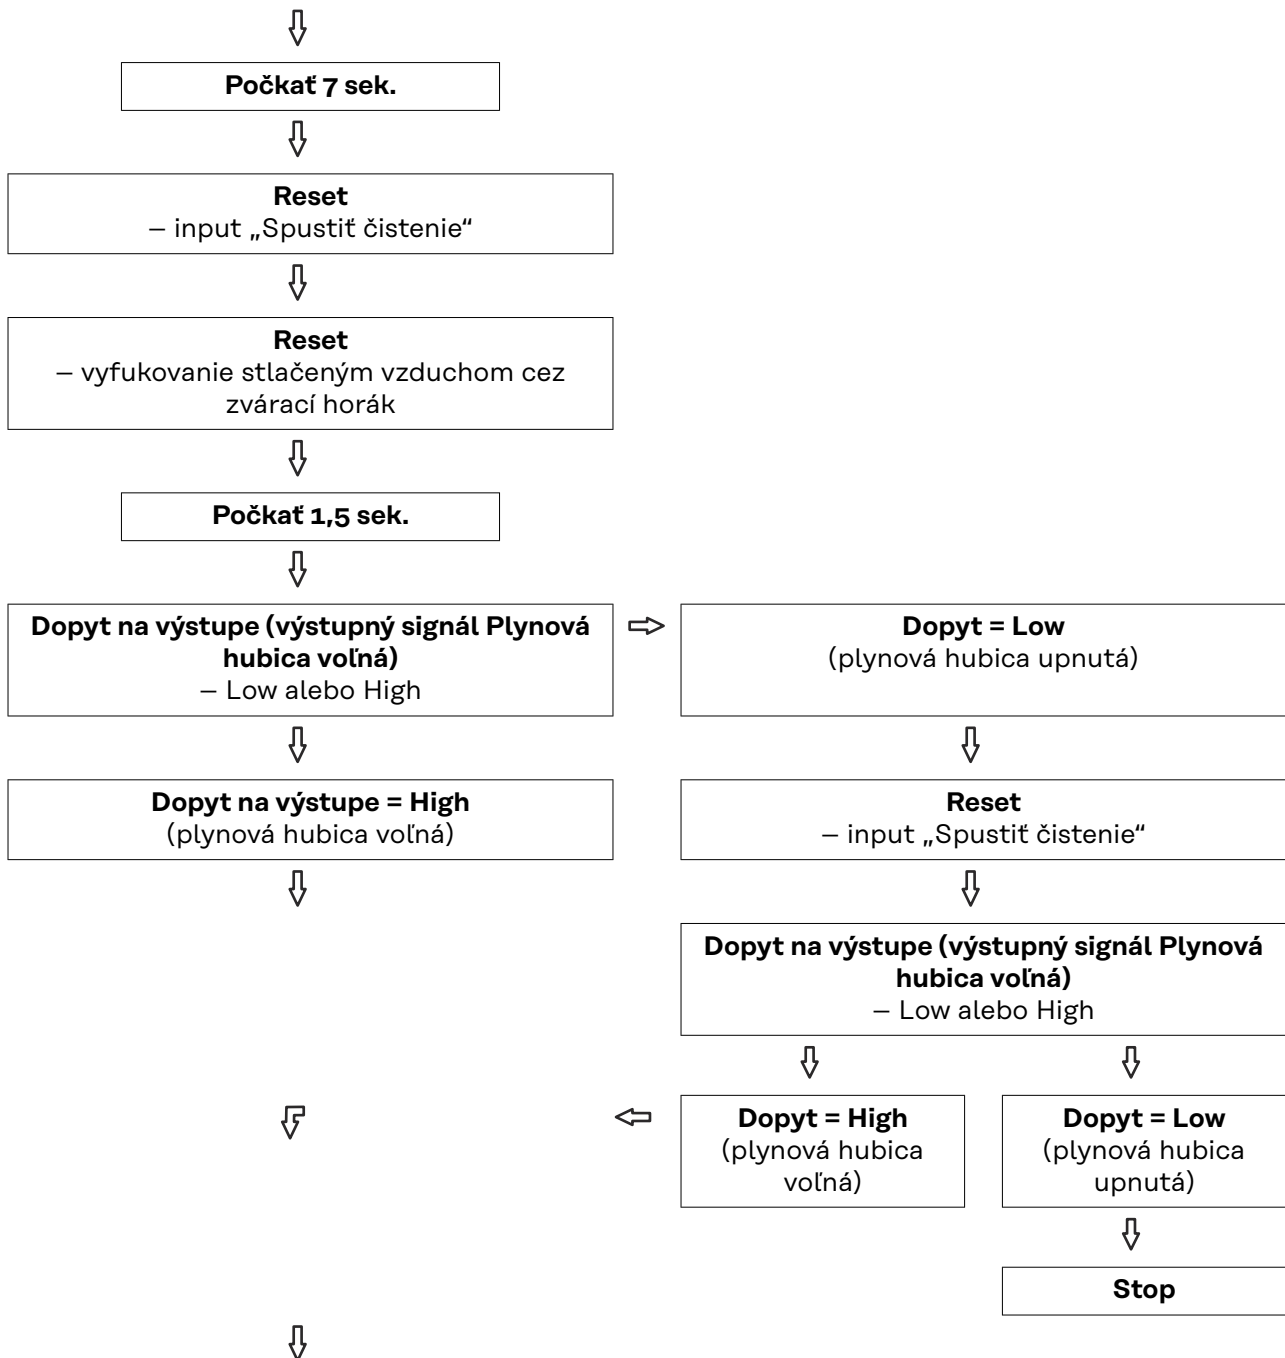 Počkať 7 sek.
Reset
– input „Spustiť čistenie“
Reset
– vyfukovanie stlačeným vzduchom cez
zvárací horák
Počkať 1,5 sek.
Dopyt na výstupe (výstupný signál Plynová
hubica voľná)
– Low alebo High
Dopyt = Low
(plynová hubica upnutá)
Dopyt na výstupe = High
(plynová hubica voľná)
Reset
– input „Spustiť čistenie“
Dopyt na výstupe (výstupný signál Plynová
hubica voľná)
– Low alebo High
Dopyt = High
(plynová hubica
voľná)
Dopyt = Low
(plynová hubica
upnutá)
Stop